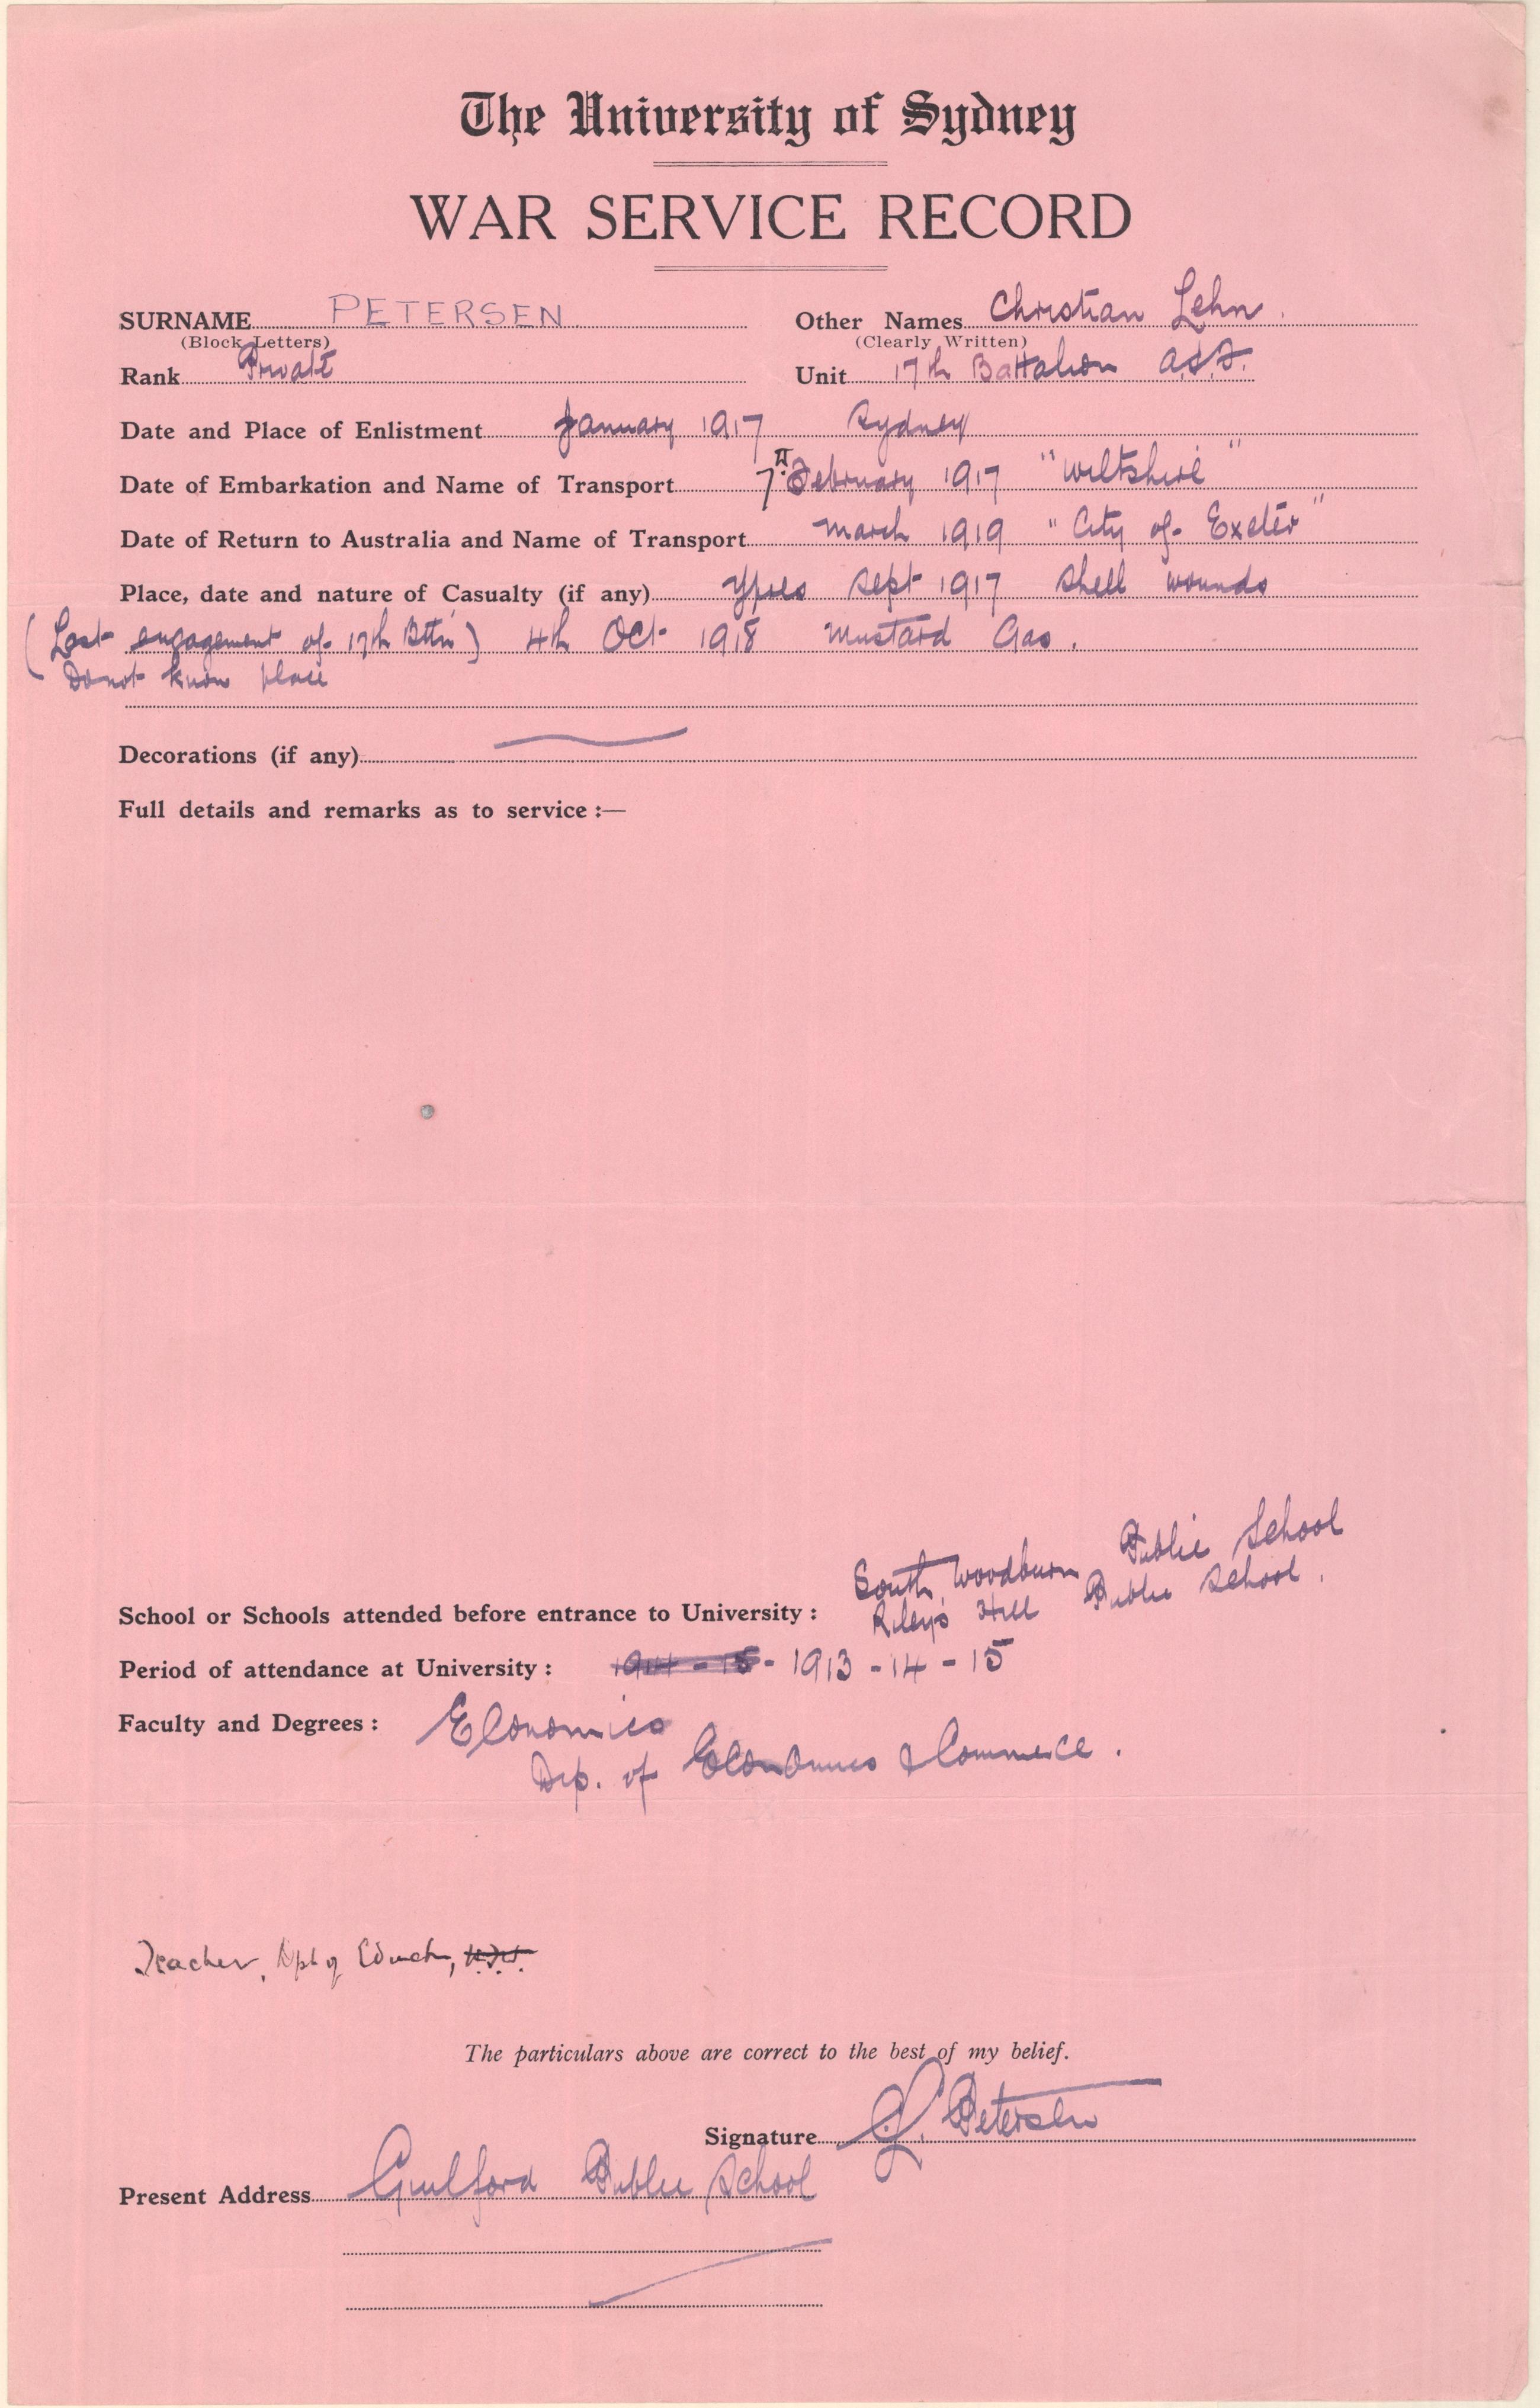 The University of Sydney
WAR SERVICE RECORD
SURNAME PETERSEN Other Names Christian Lehn.
(Block Letters) (Clearly Written)
Rank Private Unit 17th Battalion A.I.F.
Date and Place of Enlistment January 1917 Sydney
Date of Embarkation and Name of Transport 7th February 1917 "Wiltshire"
Date of Return to Australia and Name of Transport March 1919 "City of Exeter"
Place, date and nature of Casualty (if any) Ypres Sept 1917 Shell wounds
(Last engagement of 17th Bttn) 4th Oct 1918 Mustard Gas.
Do not know place
Decorations (if any)
Full details and remarks as to service :—
South Woodburn Public School
School or Schools attended before entrance to University : Riley's Hill Public School.
Period of attendance at University : 1914 - 15 - 1913 - 14 - 15
Faculty and Degrees : Economics
Dip. of Economics & Commerce.
Teacher, Dpt of Educatn, N.S.W.
The particulars above are correct to the best of my belief.
Signature C L. Petersen
Present Address Guilford Public School